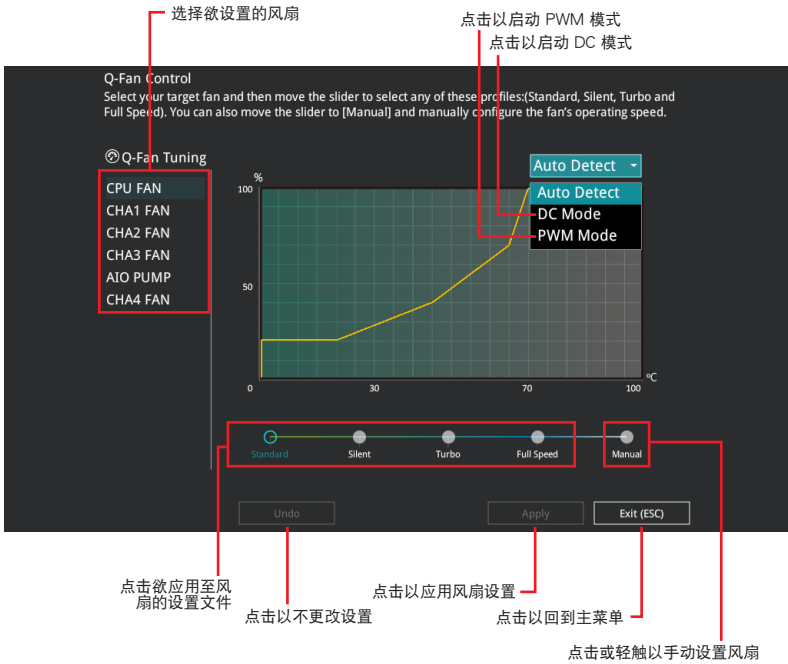 选择欲设置的风扇
点击以启动 PWM 模式
点击以启动 DC 模式
Q-Fan Control
Select your target fan and then move the slider to select any of these profiles:(Standard, Silent, Turbo and
Full Speed). You can also move the slider to [Manual] and manually configure the fan's operating speed.
Q-Fan Tuning
Auto Detect
CPU FAN
CHA1 FAN
CHA2 FAN
CHA3 FAN
AIO PUMP
CHA4 FAN
%
100
50
0
30
70
100
°C
Auto Detect
DC Mode
PWM Mode
Standard
Silent
Turbo
Full Speed
Manual
Undo
Apply
Exit (ESC)
点击欲应用至风
扇的设置文件
点击以不更改设置
点击以应用风扇设置
点击以回到主菜单
点击或轻触以手动设置风扇